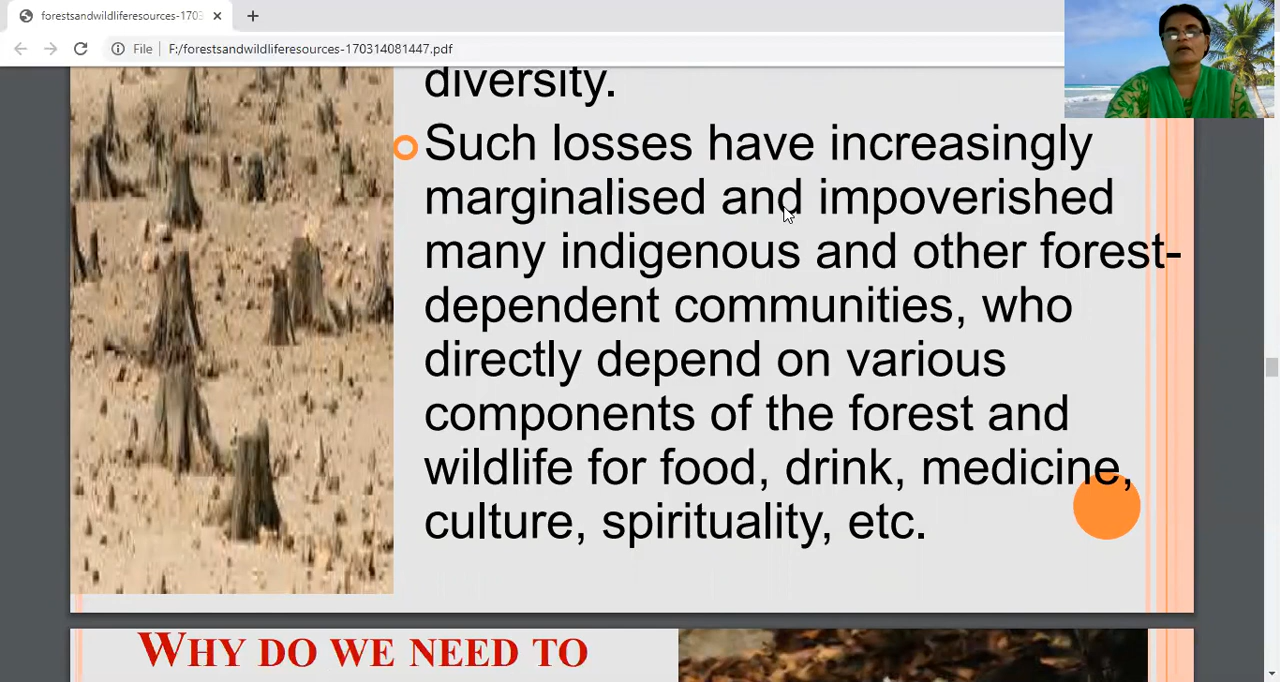 forestsandwildliferesources-1703
File
F:/forestsandwildliferesources-170314081447.pdf
diversity.
Such losses have increasingly
marginalised and impoverished
many indigenous and other forest-
dependent communities, who
directly depend on various
components of the forest and
wildlife for food, drink, medicine,
culture, spirituality, etc.
WHY DO WE NEED TO